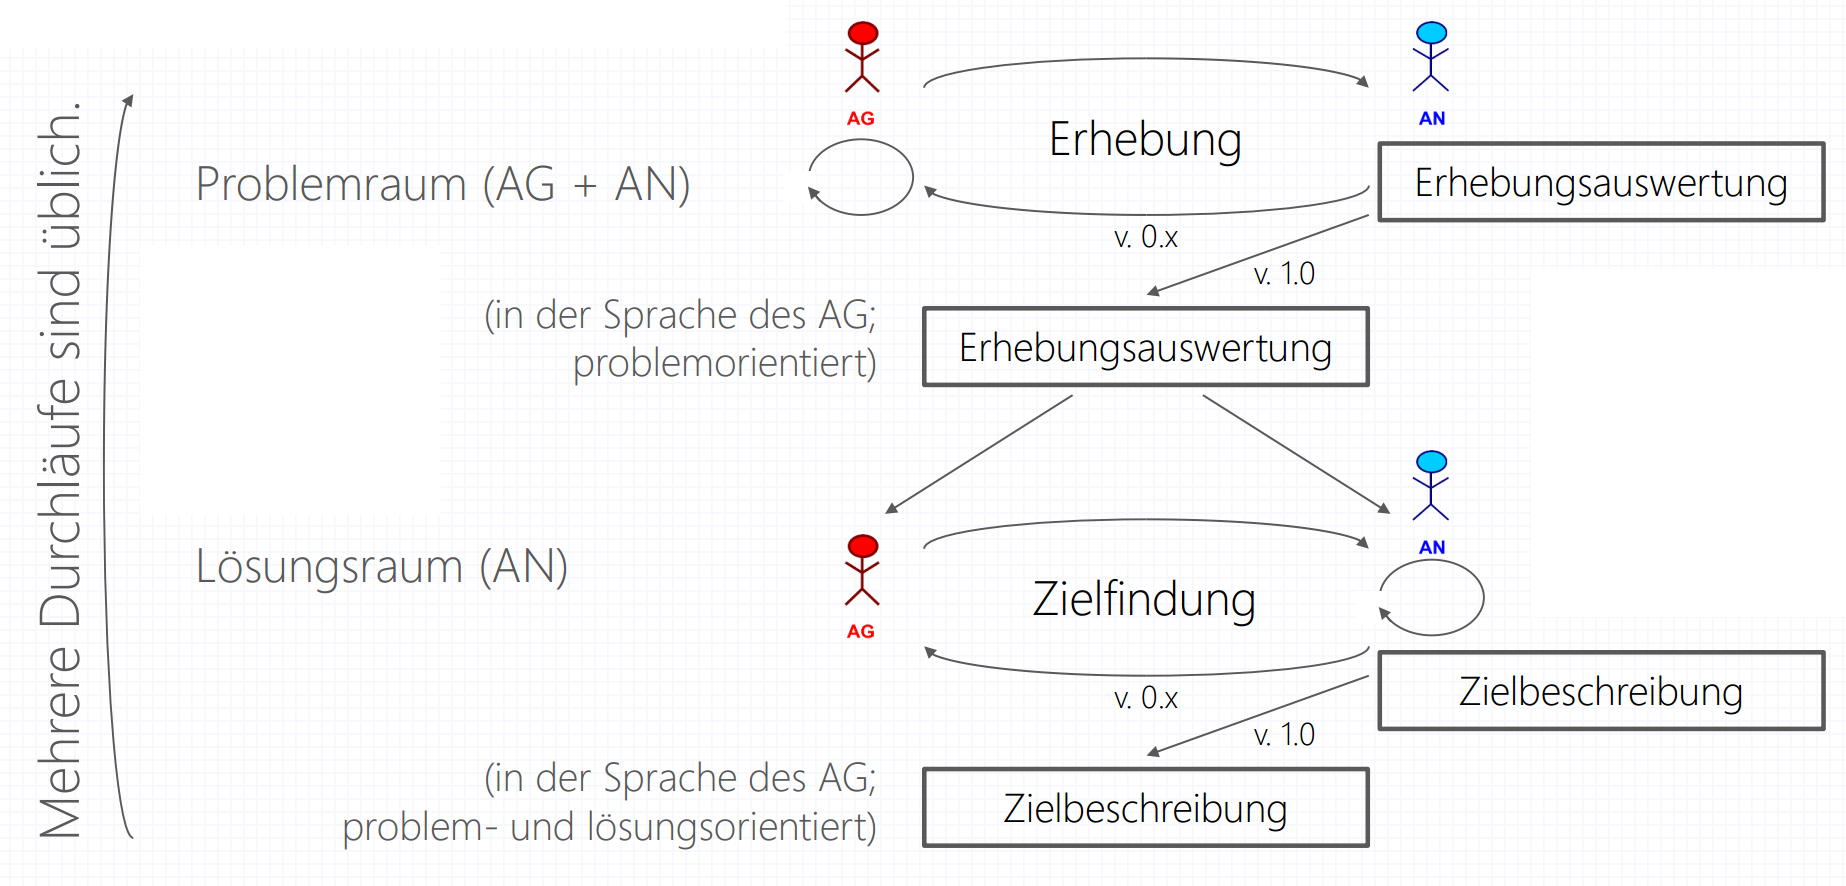 Mehrere Durchläufe sind üblich.
AG
AN
Erhebung
Problemraum (AG + AN)
Erhebungsauswertung
v. 0.x
v. 1.0
(in der Sprache des AG;
problemorientiert)
Erhebungsauswertung
AN
Lösungsraum (AN)
Zielfindung
AG
Zielbeschreibung
v. 0.x
v. 1.0
(in der Sprache des AG;
problem- und lösungsorientiert)
Zielbeschreibung